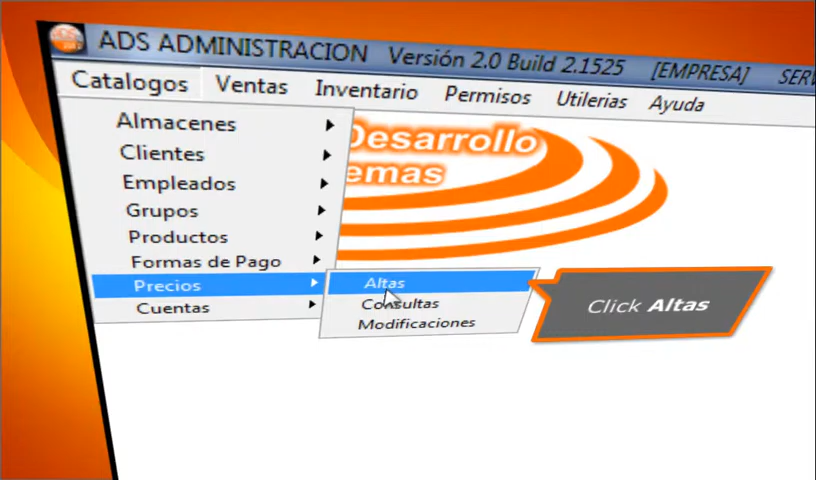 ADS ADMINISTRACION Versión 2.0 Build 2.1525 [EMPRESA]
Catalogos Ventas Inventario Permisos Utilerias Ayuda
Almacenes
Clientes
Empleados
Grupos
Productos
Formas de Pago
Precios
Cuentas
Desarrollo
emas
Altas
Consultas
Modificaciones
Click Altas